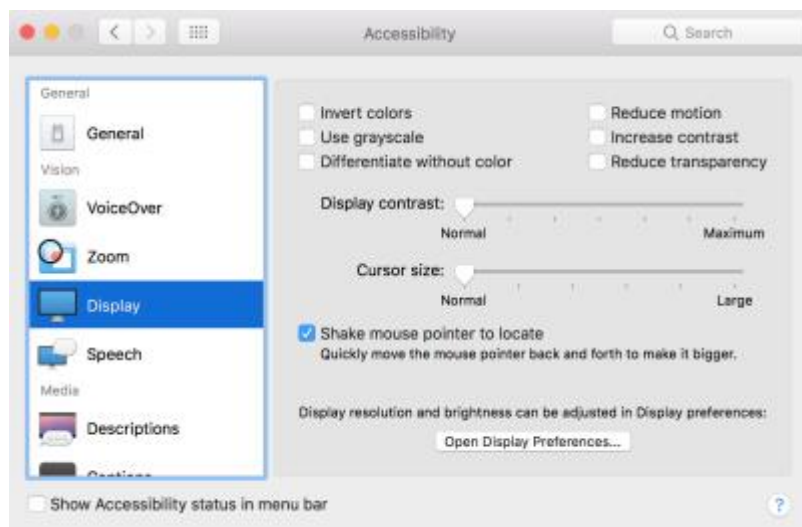 Accessibility
Search
General
General
Vision
VoiceOver
Zoom
Display
Speech
Media
Descriptions
Invert colors
Reduce motion
Use grayscale
Increase contrast
Differentiate without color
Reduce transparency
Display contrast:
Normal Maximum
Cursor size:
Normal Large
Shake mouse pointer to locate
Quickly move the mouse pointer back and forth to make it bigger.
Display resolution and brightness can be adjusted in Display preferences:
Open Display Preferences...
Show Accessibility status in menu bar
?